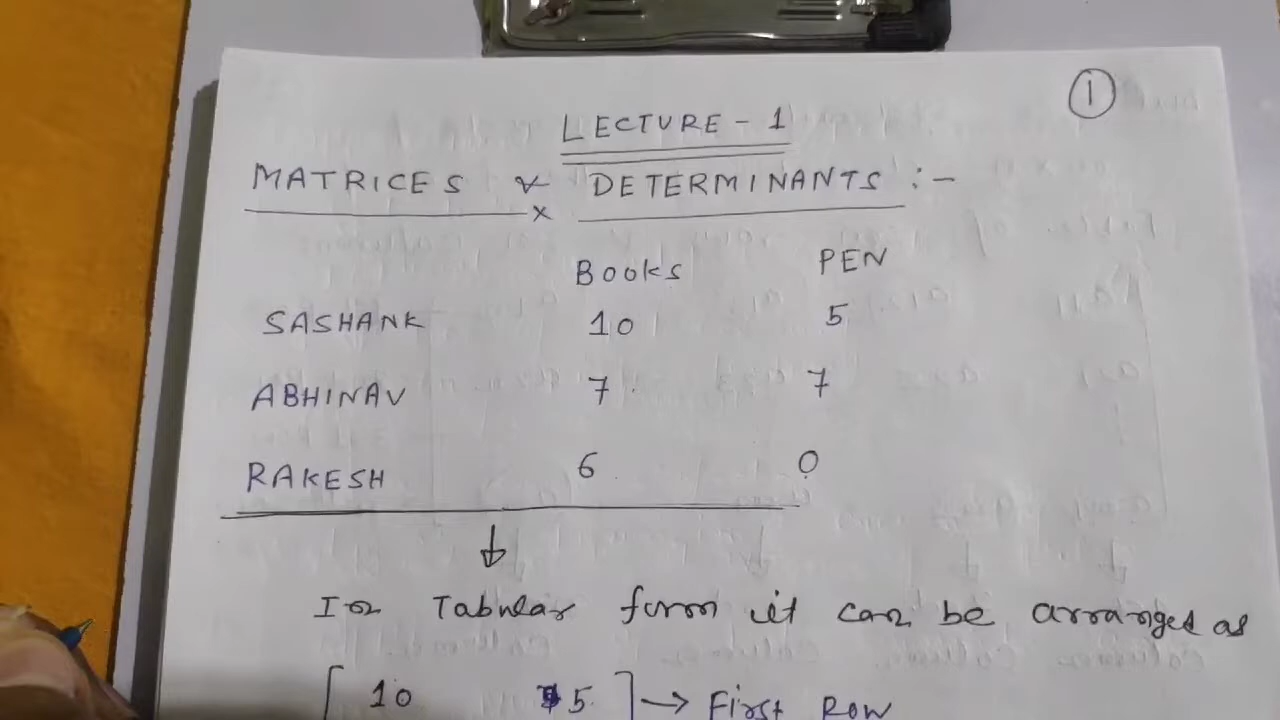 1
LECTURE - 1
MATRICES & DETERMINANTS :-
x
Books PEN
SASHANK 10 5
ABHINAV 7 7
RAKESH 6 0
↓
In Tabular form it can be arranged as
[ 10 5 ] → First Row